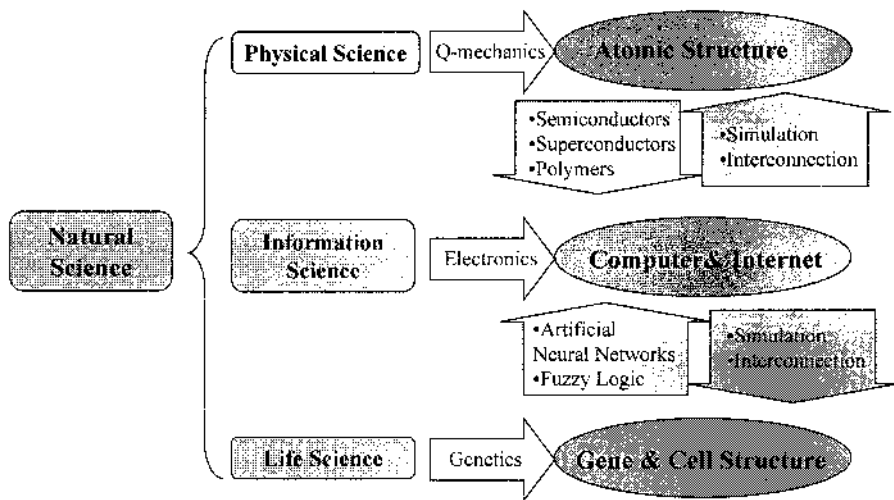 Physical Science
Q-mechanics
Atomic Structure
•Semiconductors
•Superconductors
•Polymers
•Simulation
•Interconnection
Natural
Science
Information
Science
Electronics
Computer&Internet
•Artificial
Neural Networks
•Fuzzy Logic
•Simulation
•Interconnection
Life Science
Genetics
Gene & Cell Structure